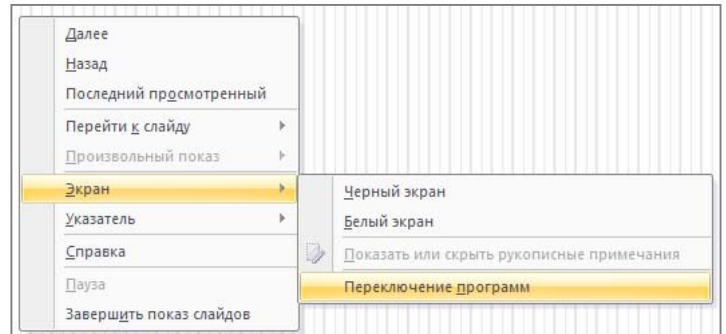 Далее
Назад
Последний просмотренный
Перейти к слайду
Произвольный показ
Экран
Указатель
Справка
Пауза
Завершить показ слайдов
Черный экран
Белый экран
Показать или скрыть рукописные примечания
Переключение программ